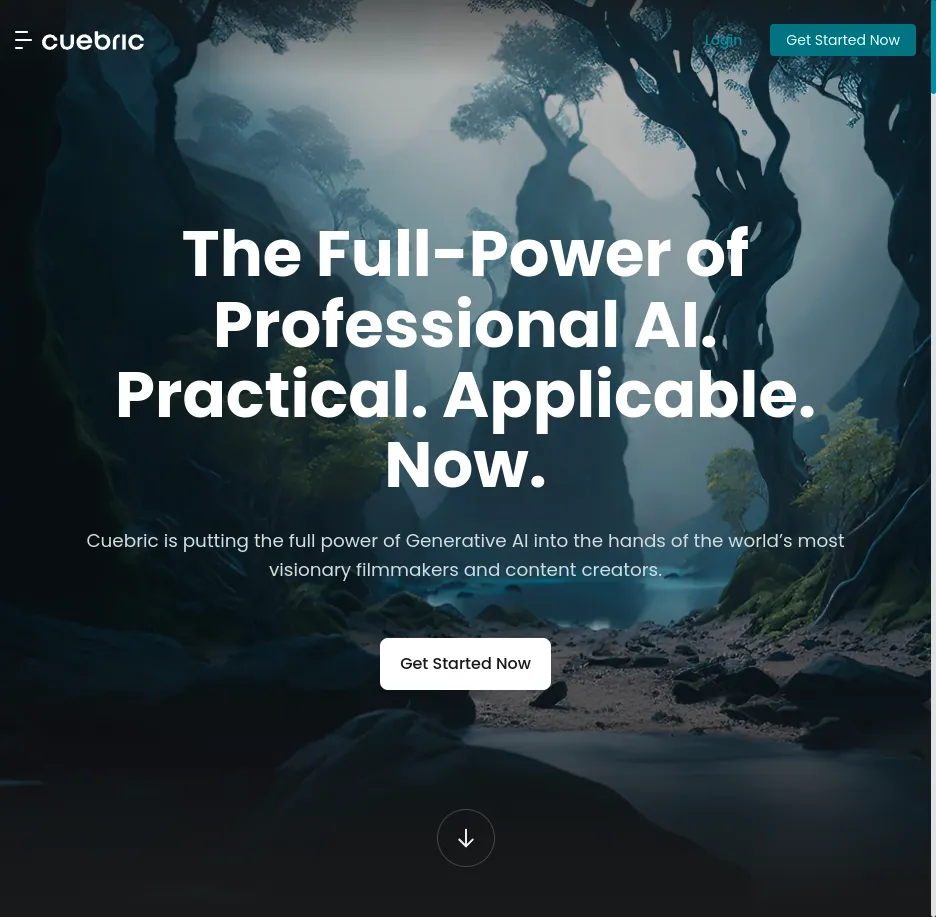 cuebric
Login
Get Started Now
The Full-Power of
Professional AI.
Practical. Applicable.
Now.
Cuebric is putting the full power of Generative AI into the hands of the world’s most
visionary filmmakers and content creators.
Get Started Now